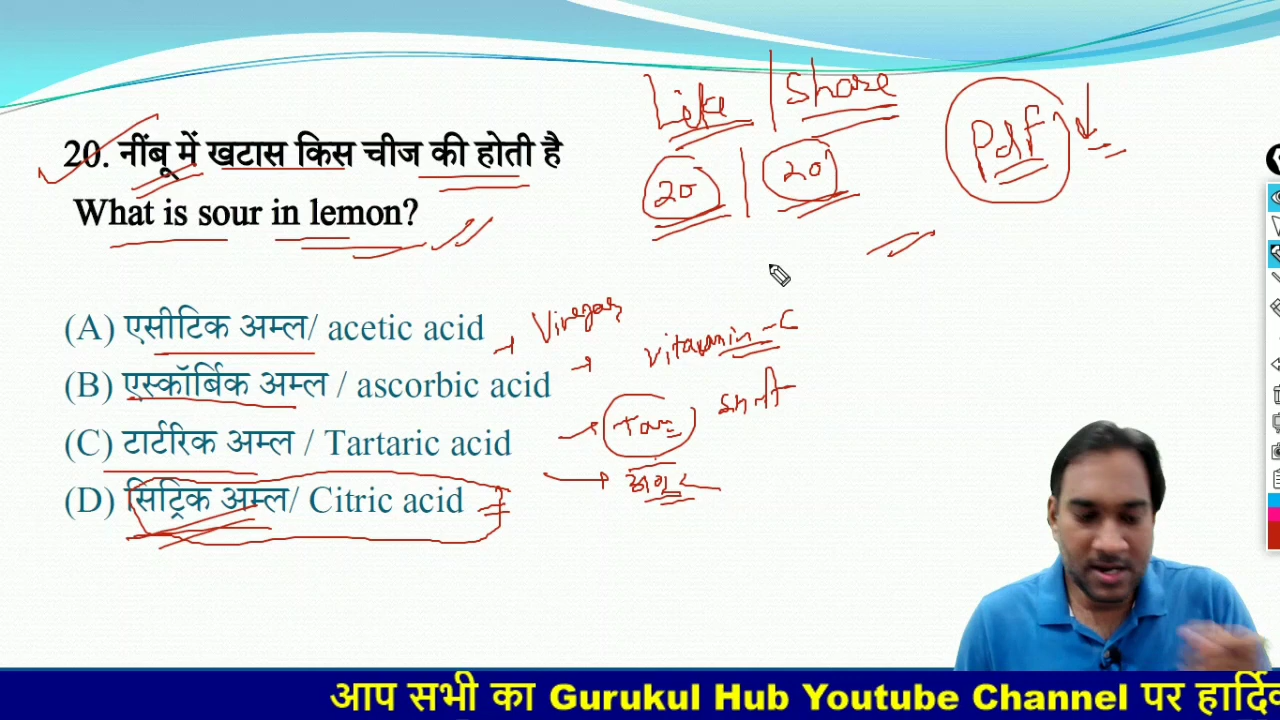 20. नींबू में खटास किस चीज की होती है
What is sour in lemon?
Like | Share
20 | 20
Pdf
(A) एसीटिक अम्ल/ acetic acid
Vinegar
(B) एस्कॉर्बिक अम्ल / ascorbic acid
Vitamin-C
(C) टार्टरिक अम्ल / Tartaric acid
(D) सिट्रिक अम्ल/ Citric acid
आप सभी का Gurukul Hub Youtube Channel पर